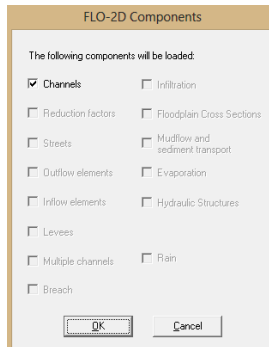 FLO-2D Components
The following components will be loaded:
Channels
Infiltration
Reduction factors
Floodplain Cross Sections
Streets
Mudflow and
sediment transport
Outflow elements
Evaporation
Inflow elements
Hydraulic Structures
Levees
Multiple channels
Rain
Breach
OK
Cancel